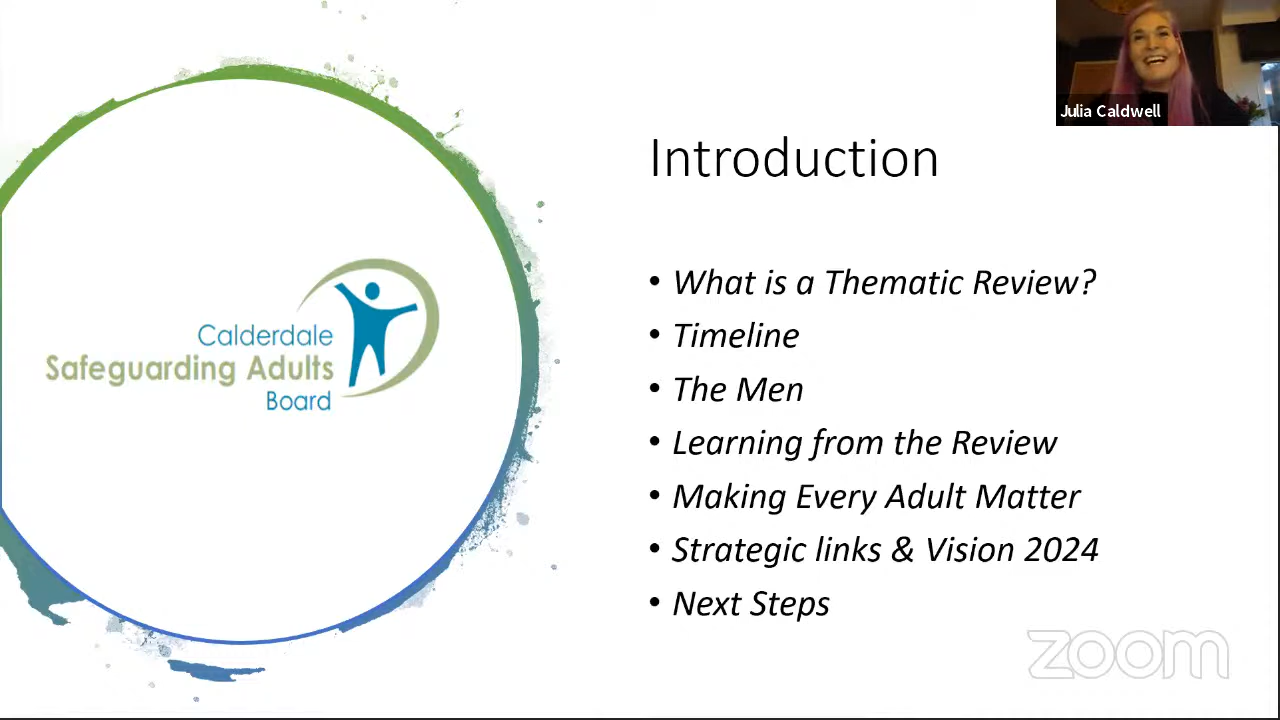 Julia Caldwell
Introduction
Calderdale
Safeguarding Adults
Board
• What is a Thematic Review?
• Timeline
• The Men
• Learning from the Review
• Making Every Adult Matter
• Strategic links & Vision 2024
• Next Steps
zoom